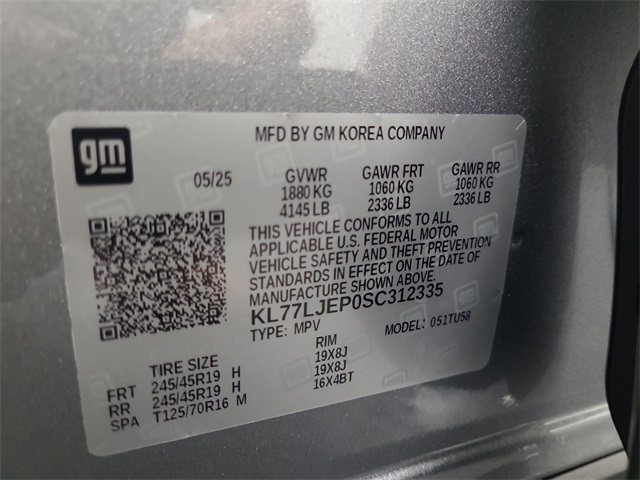 gm
MFD BY GM KOREA COMPANY
05/25 GVWR GAWR FRT GAWR RR
1880 KG 1060 KG 1060 KG
4145 LB 2336 LB 2336 LB
THIS VEHICLE CONFORMS TO ALL
APPLICABLE U.S. FEDERAL MOTOR
VEHICLE SAFETY AND THEFT PREVENTION
STANDARDS IN EFFECT ON THE DATE OF
MANUFACTURE SHOWN ABOVE.
KL77LJEP0SC312335
TYPE: MPV MODEL: 051TU58
TIRE SIZE RIM
FRT 245/45R19 H 19X8J
RR 245/45R19 H 19X8J
SPA T125/70R16 M 16X4BT